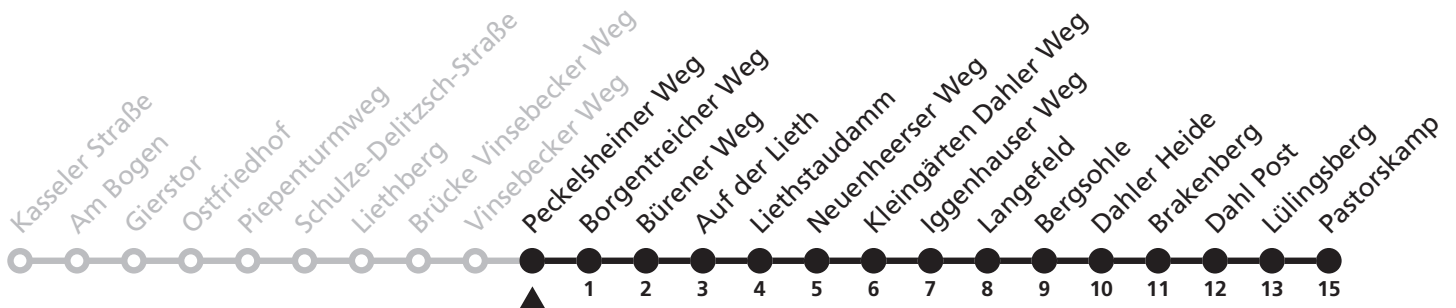 Kasseler Straße
Am Bogen
Gierstor
Ostfriedhof
Piepenturmweg
Schulze-Delitzsch-Straße
Liethberg
Brücke Vinsebecker Weg
Vinsebecker Weg
Peckelsheimer Weg
Borgentreicher Weg
Bürener Weg
Auf der Lieth
Liethstaudamm
Neuenheerser Weg
Kleingärten Dahler Weg
Iggenhauser Weg
Langefeld
Bergsohle
Dahler Heide
Brakenberg
Dahl Post
Lülingsberg
Pastorskamp
1 2 3 4 5 6 7 8 9 10 11 12 13 15